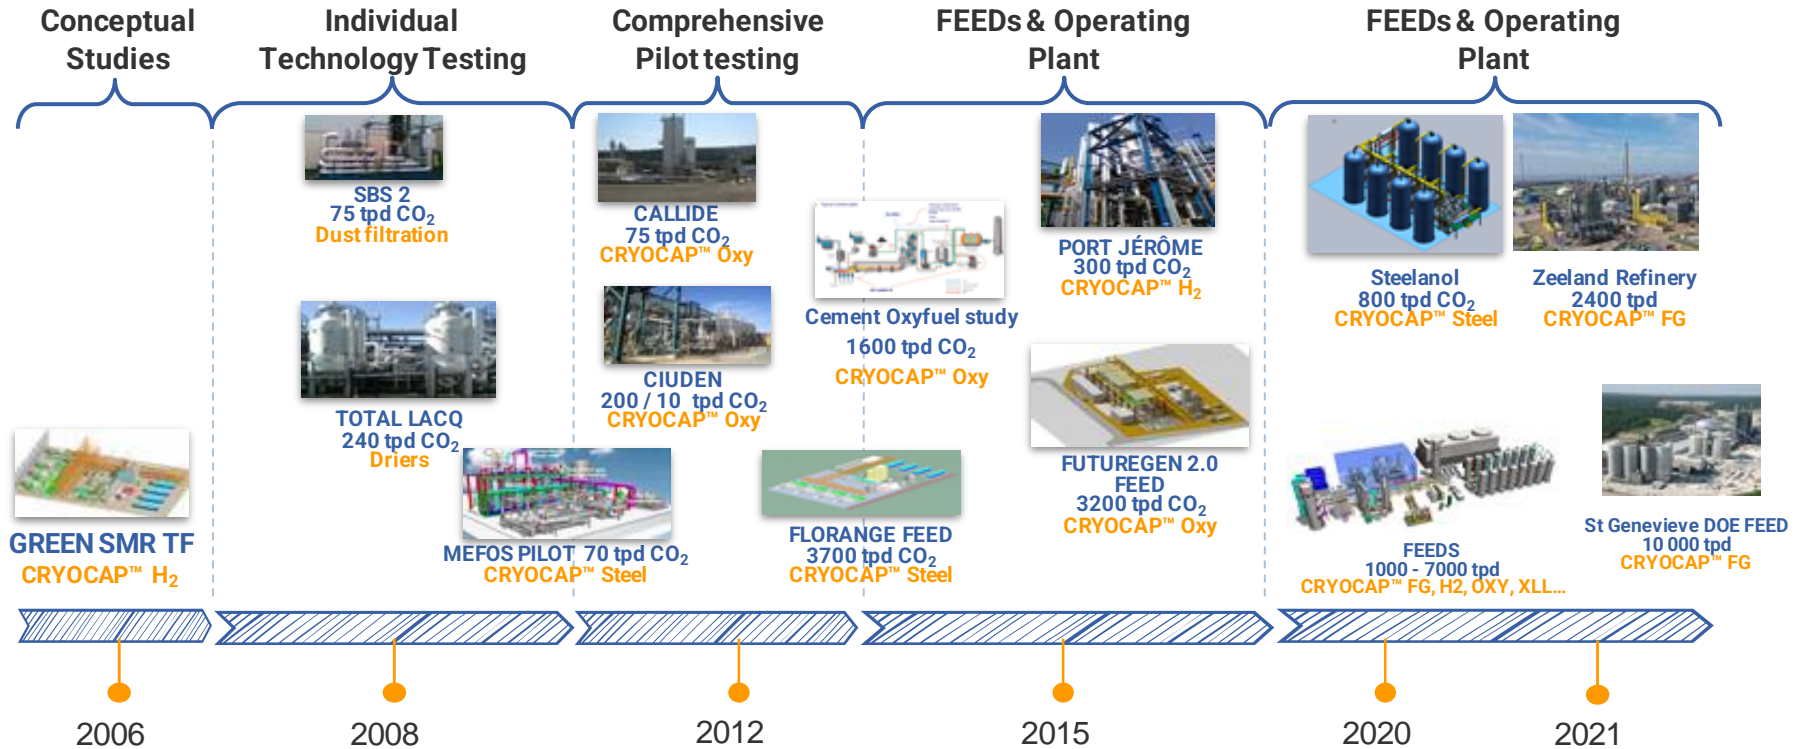 Conceptual
Studies
Individual
Technology Testing
Comprehensive
Pilot testing
FEEDs & Operating
Plant
FEEDs & Operating
Plant
GREEN SMR TF
CRYOCAP™ H₂
SBS 2
75 tpd CO₂
Dust filtration
TOTAL LACQ
240 tpd CO₂
Driers
MEFOS PILOT 70 tpd CO₂
CRYOCAP™ Steel
CALLIDE
75 tpd CO₂
CRYOCAP™ Oxy
CIUDEN
200 / 10 tpd CO₂
CRYOCAP™ Oxy
Cement Oxyfuel study
1600 tpd CO₂
CRYOCAP™ Oxy
FLORANGE FEED
3700 tpd CO₂
CRYOCAP™ Steel
PORT JÉRÔME
300 tpd CO₂
CRYOCAP™ H₂
FUTUREGEN 2.0
FEED
3200 tpd CO₂
CRYOCAP™ Oxy
Steelanol
800 tpd CO₂
CRYOCAP™ Steel
Zeeland Refinery
2400 tpd
CRYOCAP™ FG
FEEDS
1000 - 7000 tpd
CRYOCAP™ FG, H2, OXY, XLL...
St Genevieve DOE FEED
10 000 tpd
CRYOCAP™ FG
2006
2008
2012
2015
2020
2021